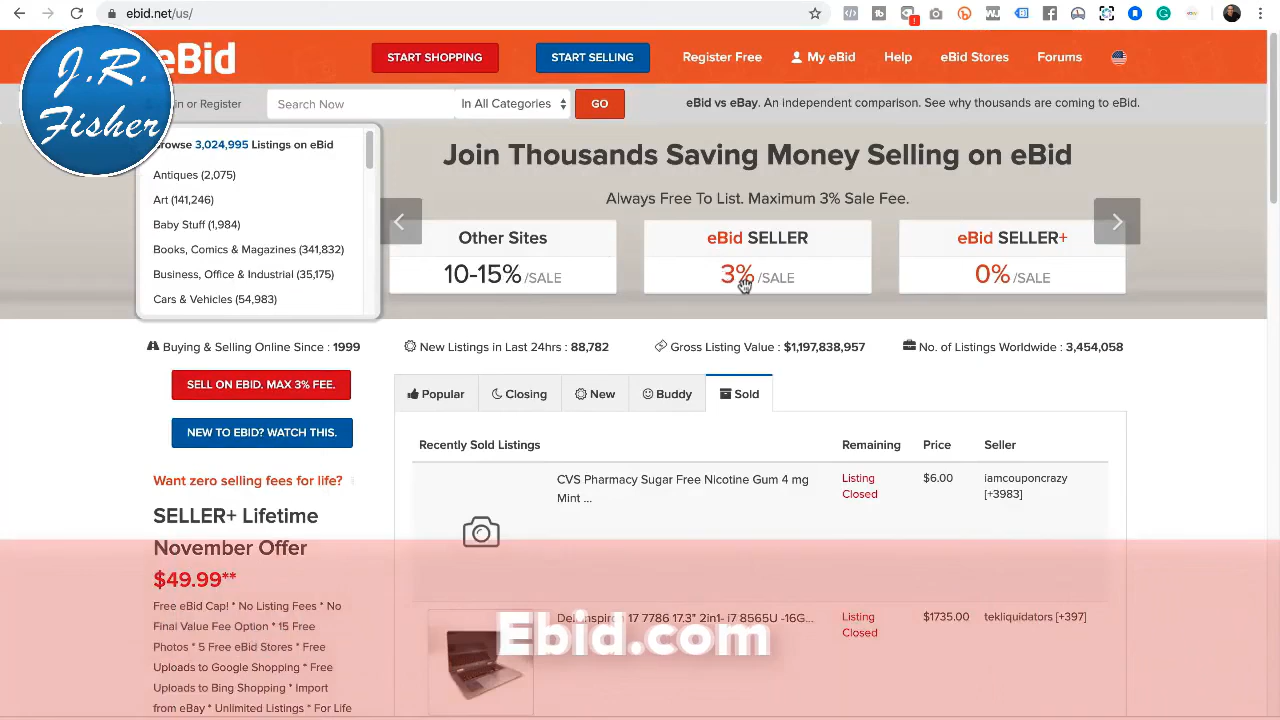 ebid.net/us/
J.R.
Fisher
eBid
START SHOPPING
START SELLING
Register Free
My eBid
Help
eBid Stores
Forums
or Register
Search Now
In All Categories
GO
eBid vs eBay. An independent comparison. See why thousands are coming to eBid.
Browse 3,024,995 Listings on eBid
Antiques (2,075)
Art (141,246)
Baby Stuff (1,984)
Books, Comics & Magazines (341,832)
Business, Office & Industrial (35,175)
Cars & Vehicles (54,983)
Join Thousands Saving Money Selling on eBid
Always Free To List. Maximum 3% Sale Fee.
Other Sites
10-15% /SALE
eBid SELLER
3% /SALE
eBid SELLER+
0% /SALE
Buying & Selling Online Since : 1999
New Listings in Last 24hrs : 88,782
Gross Listing Value : $1,197,838,957
No. of Listings Worldwide : 3,454,058
SELL ON EBID. MAX 3% FEE.
NEW TO EBID? WATCH THIS.
Want zero selling fees for life?
SELLER+ Lifetime
November Offer
$49.99**
Free eBid Cap! * No Listing Fees * No
Final Value Fee Option * 15 Free
Photos * 5 Free eBid Stores * Free
Uploads to Google Shopping * Free
Uploads to Bing Shopping * Import
from eBay * Unlimited Listings * For Life
Popular
Closing
New
Buddy
Sold
Recently Sold Listings
Remaining
Price
Seller
CVS Pharmacy Sugar Free Nicotine Gum 4 mg
Mint ...
Listing
Closed
$6.00
iamcouponcrazy
[+3983]
17 7786 17.3" 2in1- i7 8565U -16G...
Listing
Closed
$1735.00
tekliquidators [+397]
Ebid.com